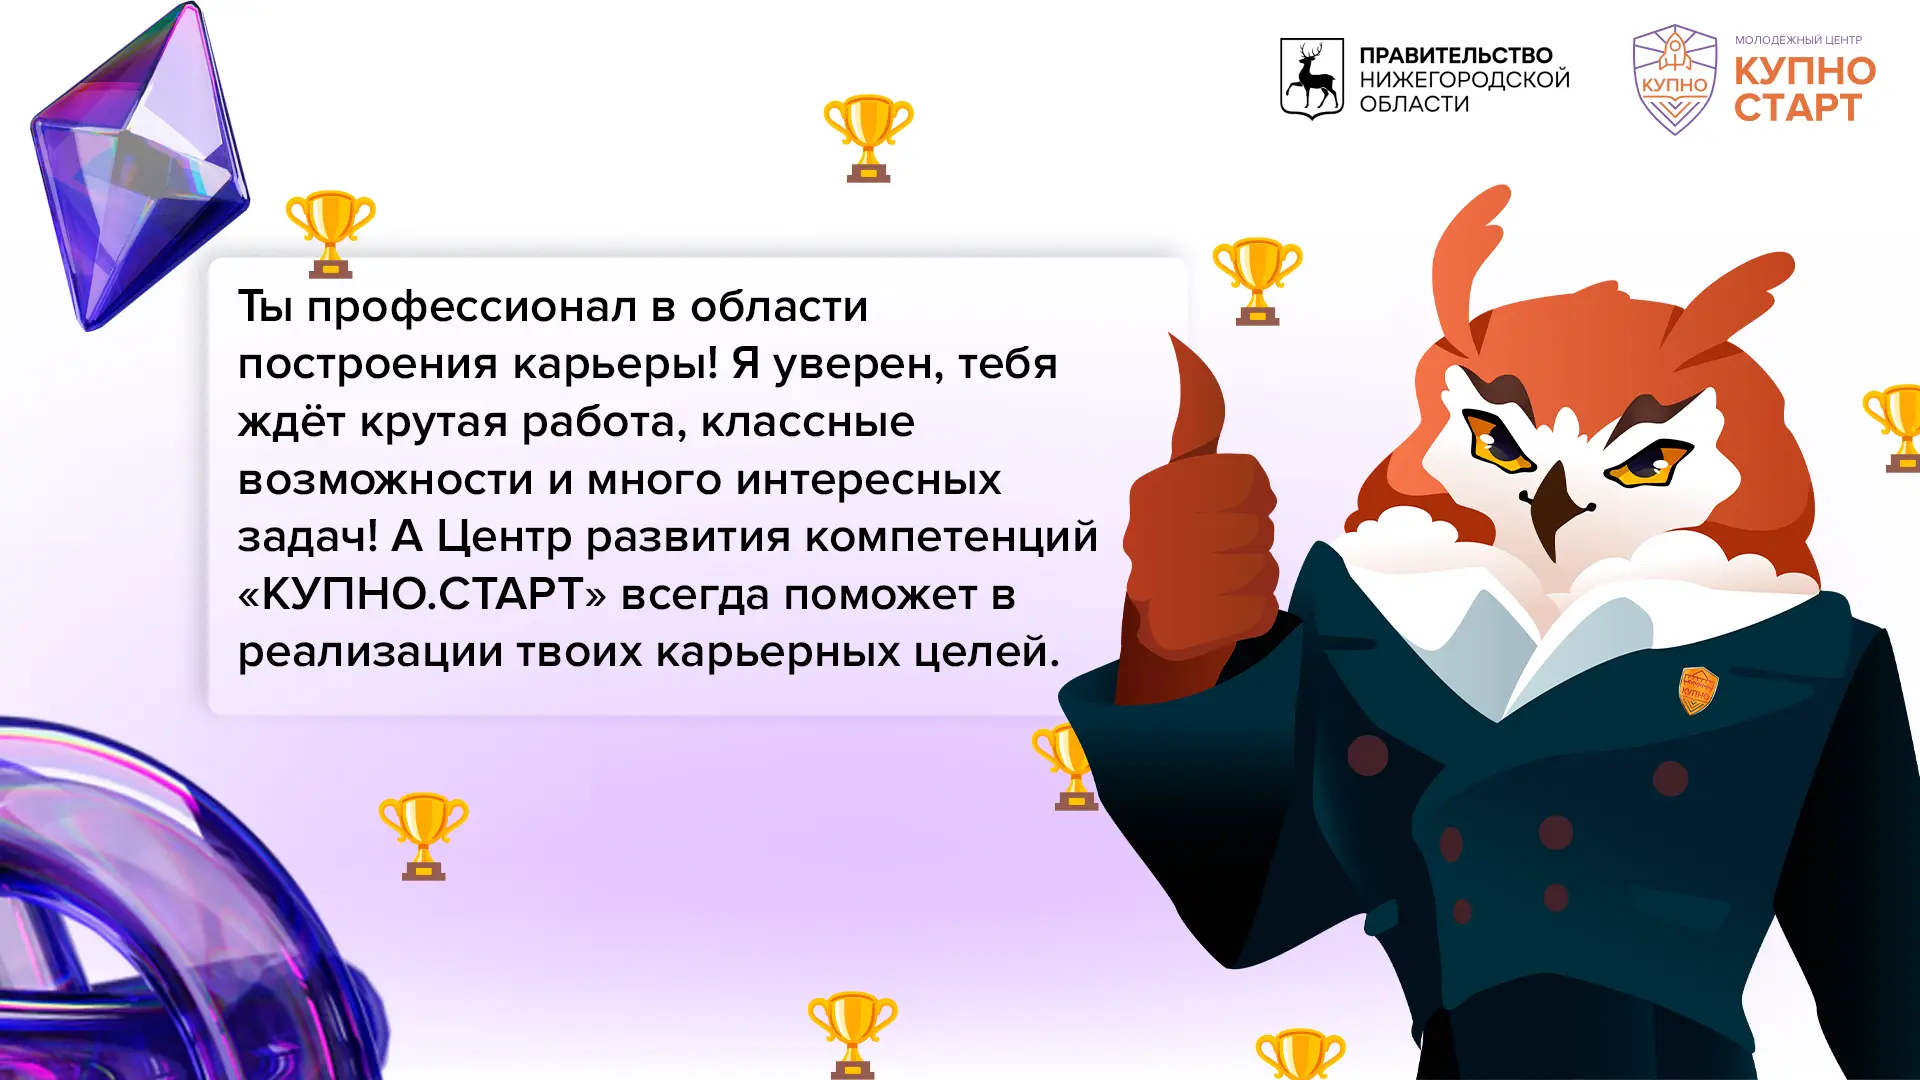 ПРАВИТЕЛЬСТВО
НИЖЕГОРОДСКОЙ
ОБЛАСТИ
КУПНО
МОЛОДЁЖНЫЙ ЦЕНТР
КУПНО
СТАРТ
Ты профессионал в области
построения карьеры! Я уверен, тебя
ждёт крутая работа, классные
возможности и много интересных
задач! А Центр развития компетенций
«КУПНО.СТАРТ» всегда поможет в
реализации твоих карьерных целей.
КУПНО